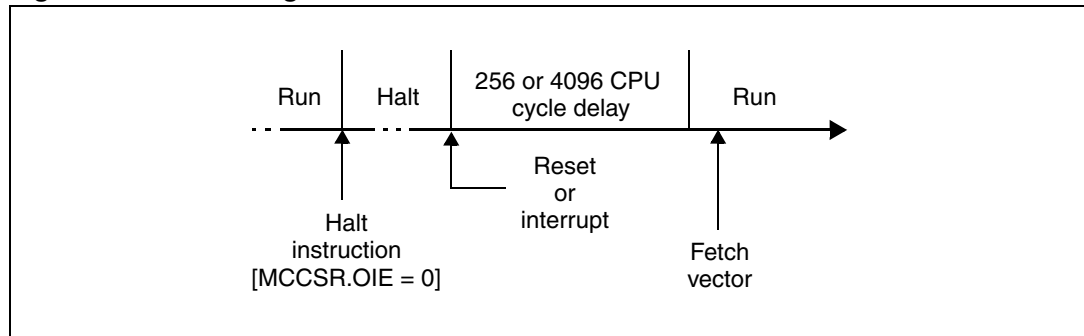 Run
Halt
256 or 4096 CPU
cycle delay
Run
Reset
or
interrupt
Halt
instruction
[MCCSR.OIE = 0]
Fetch
vector